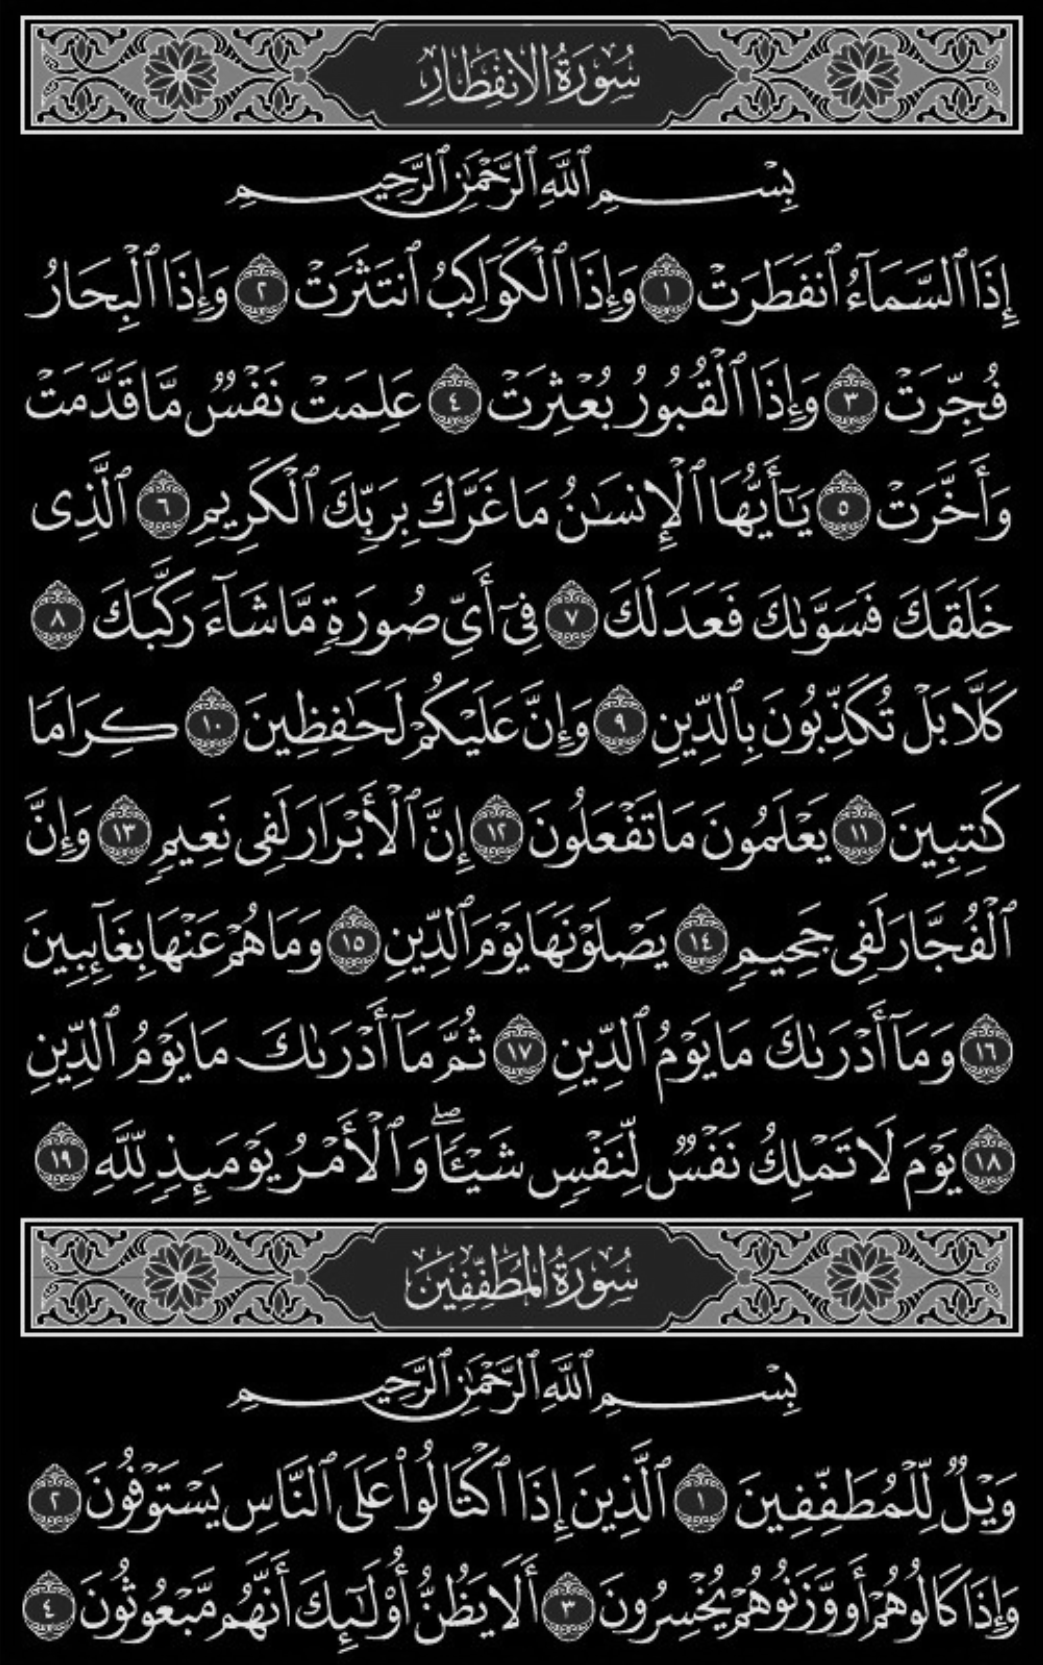 سُورَةُ الانفِطَارِ
بِسْمِ ٱللَّهِ ٱلرَّحْمَٰنِ ٱلرَّحِيمِ
إِذَا ٱلسَّمَآءُ ٱنفَطَرَتْ ١ وَإِذَا ٱلْكَوَاكِبُ ٱنتَثَرَتْ ٢ وَإِذَا ٱلْبِحَارُ
فُجِّرَتْ ٣ وَإِذَا ٱلْقُبُورُ بُعْثِرَتْ ٤ عَلِمَتْ نَفْسٌ مَّا قَدَّمَتْ
وَأَخَّرَتْ ٥ يَٰٓأَيُّهَا ٱلْإِنسَٰنُ مَا غَرَّكَ بِرَبِّكَ ٱلْكَرِيمِ ٦ ٱلَّذِى
خَلَقَكَ فَسَوَّىٰكَ فَعَدَلَكَ ٧ فِىٓ أَىِّ صُورَةٍ مَّا شَآءَ رَكَّبَكَ ٨
كَلَّا بَلْ تُكَذِّبُونَ بِٱلدِّينِ ٩ وَإِنَّ عَلَيْكُمْ لَحَٰفِظِينَ ١٠ كِرَامًا
كَٰتِبِينَ ١١ يَعْلَمُونَ مَا تَفْعَلُونَ ١٢ إِنَّ ٱلْأَبْرَارَ لَفِى نَعِيمٍ ١٣ وَإِنَّ
ٱلْفُجَّارَ لَفِى جَحِيمٍ ١٤ يَصْلَوْنَهَا يَوْمَ ٱلدِّينِ ١٥ وَمَا هُمْ عَنْهَا بِغَآئِبِينَ
١٦ وَمَآ أَدْرَىٰكَ مَا يَوْمُ ٱلدِّينِ ١٧ ثُمَّ مَآ أَدْرَىٰكَ مَا يَوْمُ ٱلدِّينِ
١٨ يَوْمَ لَا تَمْلِكُ نَفْسٌ لِّنَفْسٍ شَيْـًٔا ۖ وَٱلْأَمْرُ يَوْمَئِذٍ لِّلَّهِ ١٩
سُورَةُ المُطَفِّفِينَ
بِسْمِ ٱللَّهِ ٱلرَّحْمَٰنِ ٱلرَّحِيمِ
وَيْلٌ لِّلْمُطَفِّفِينَ ١ ٱلَّذِينَ إِذَا ٱكْتَالُوا۟ عَلَى ٱلنَّاسِ يَسْتَوْفُونَ ٢
وَإِذَا كَالُوهُمْ أَو وَّزَنُوهُمْ يُخْسِرُونَ ٣ أَلَا يَظُنُّ أُو۟لَٰٓئِكَ أَنَّهُم مَّبْعُوثُونَ ٤